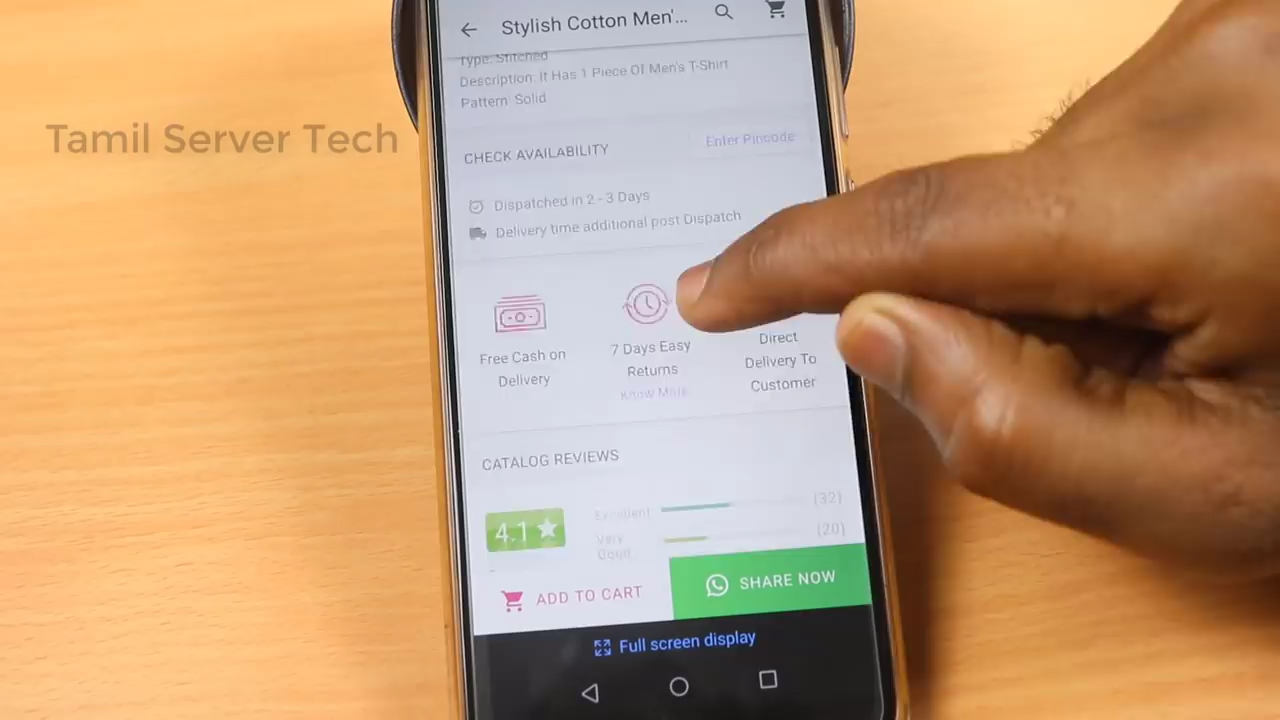 Stylish Cotton Men'...
Type: Stitched
Description: It Has 1 Piece Of Men's T-Shirt
Pattern: Solid
Tamil Server Tech
CHECK AVAILABILITY
Enter Pincode
Dispatched in 2 - 3 Days
Delivery time additional post Dispatch
Free Cash on
Delivery
7 Days Easy
Returns
Know More
Direct
Delivery To
Customer
CATALOG REVIEWS
4.1
Excellent
(32)
Very
Good
(20)
ADD TO CART
SHARE NOW
Full screen display